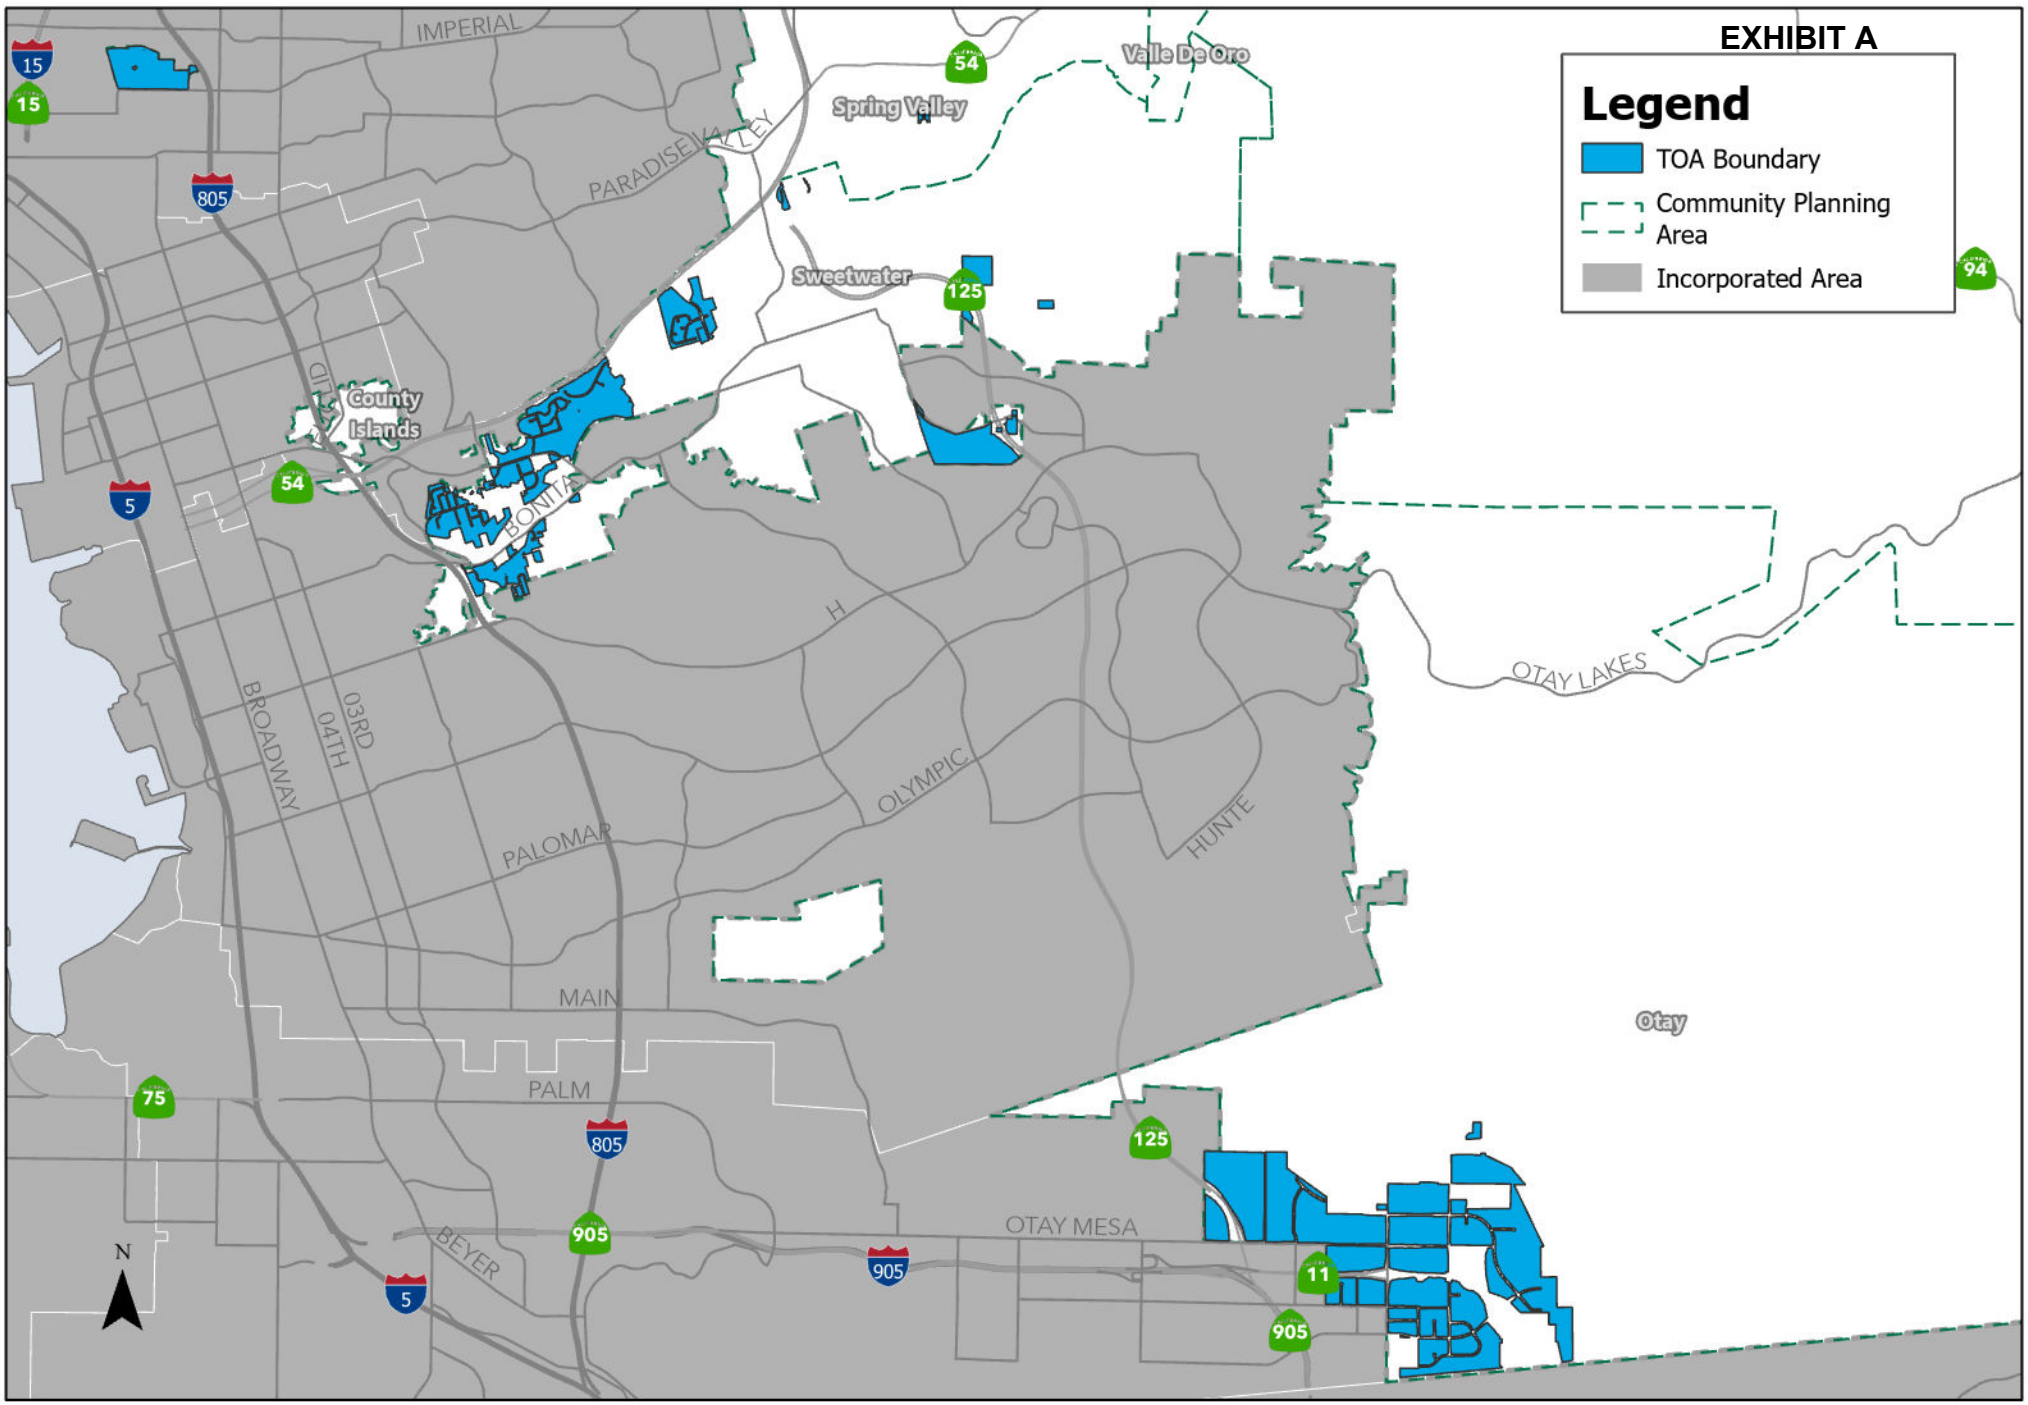 EXHIBIT A
Legend
TOA Boundary
Community Planning
Area
Incorporated Area
IMPERIAL
15
15
54
Valle De Oro
Spring Valley
PARADISE VALLEY
805
Sweetwater
125
94
County
Islands
54
5
BONITA
H
OTAY LAKES
BROADWAY
03RD
04TH
OLYMPIC
HUNTE
PALOMAR
MAIN
Otay
PALM
75
805
125
OTAY MESA
905
BEYER
905
11
5
905
N